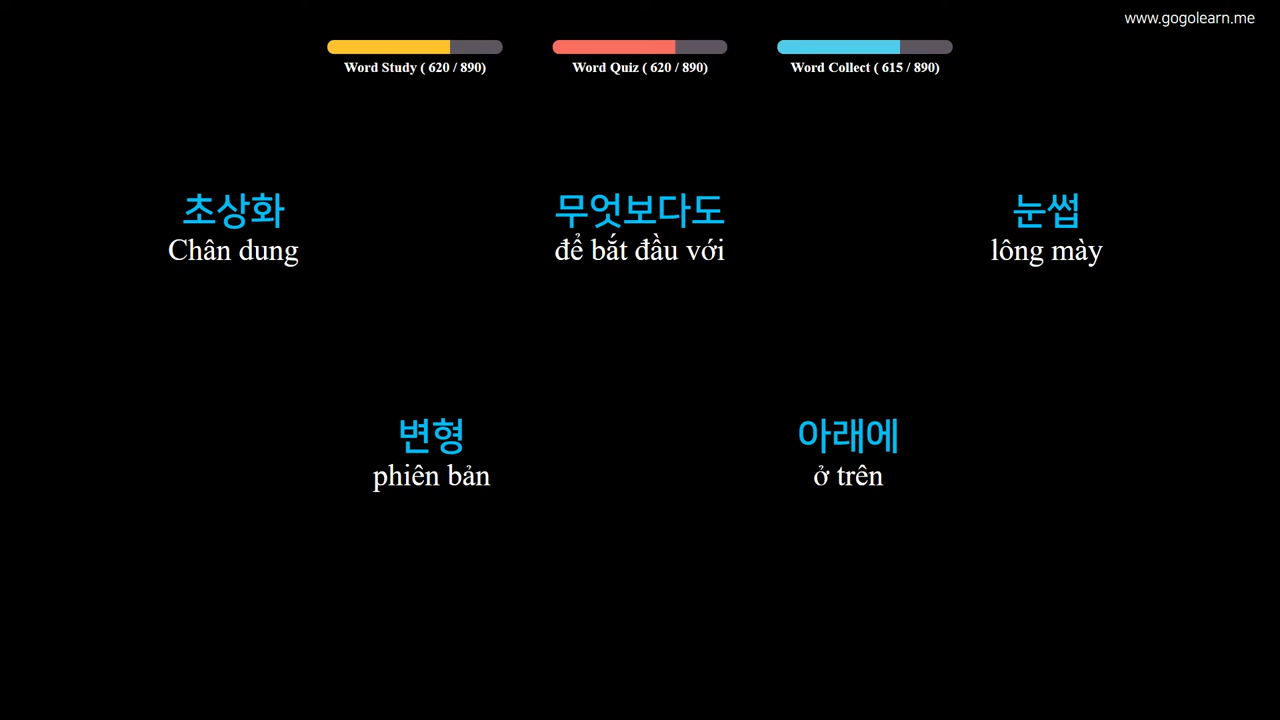 www.gogolearn.me
Word Study ( 620 / 890)
Word Quiz ( 620 / 890)
Word Collect ( 615 / 890)
초상화
Chân dung
무엇보다도
để bắt đầu với
눈썹
lông mày
변형
phiên bản
아래에
ở trên